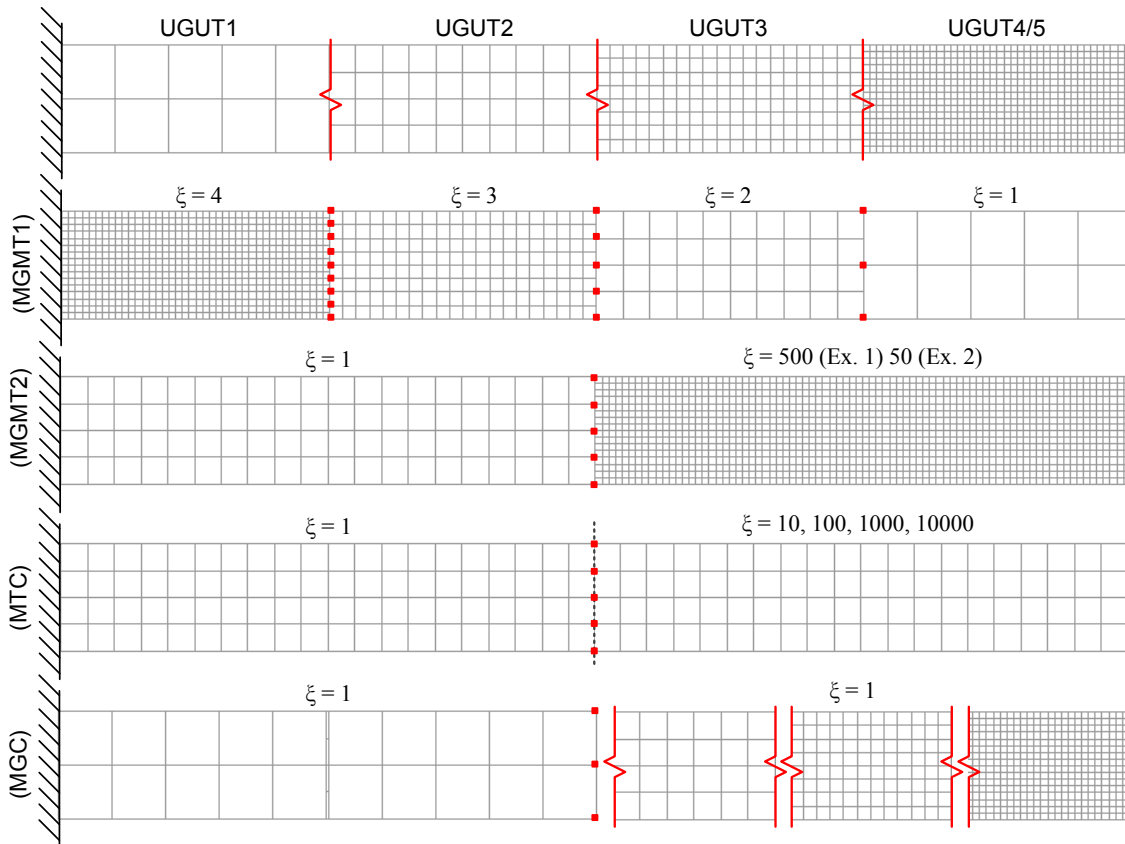 UGUT1 UGUT2 UGUT3 UGUT4/5
(MGMT1)
ξ = 4 ξ = 3 ξ = 2 ξ = 1
(MGMT2)
ξ = 1 ξ = 500 (Ex. 1) 50 (Ex. 2)
(MTC)
ξ = 1 ξ = 10, 100, 1000, 10000
(MGC)
ξ = 1 ξ = 1